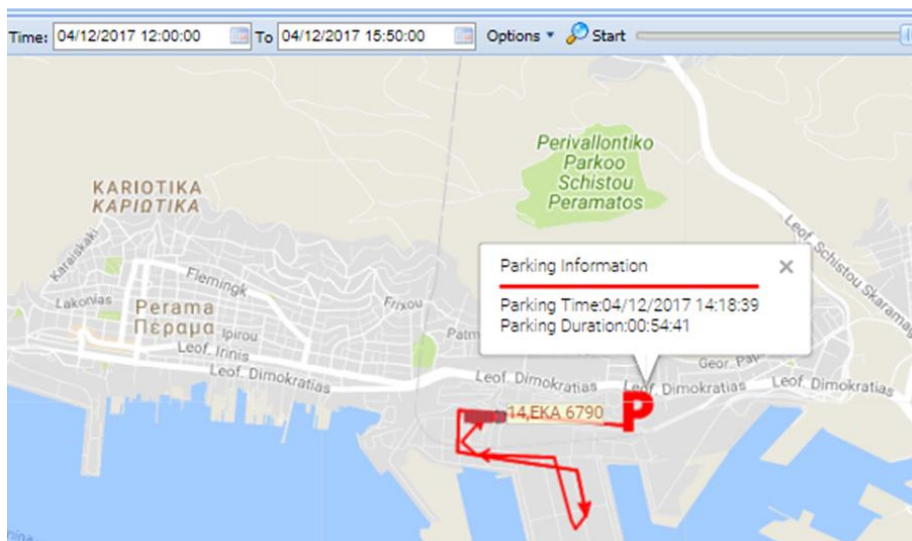 Time: 04/12/2017 12:00:00 To 04/12/2017 15:50:00 Options Start
Perivallontiko
Parkoo
Schistou
Peramatos
KARIOTIKA
ΚΑΡΙΩΤΙΚΑ
Karaiskaki
Leof. Schistou Skaramag
Parking Information
Parking Time:04/12/2017 14:18:39
Parking Duration:00:54:41
Flemingk
Lakonias
Perama
Πέραμα
Frixou
Ipirou
Patm
Leof. Irinis
Geor. Pap
Leof. Dimokratias
Leof. Dimokratias
Leof. Dimokratias
Leof. Dimokratias
P
14,EKA 6790